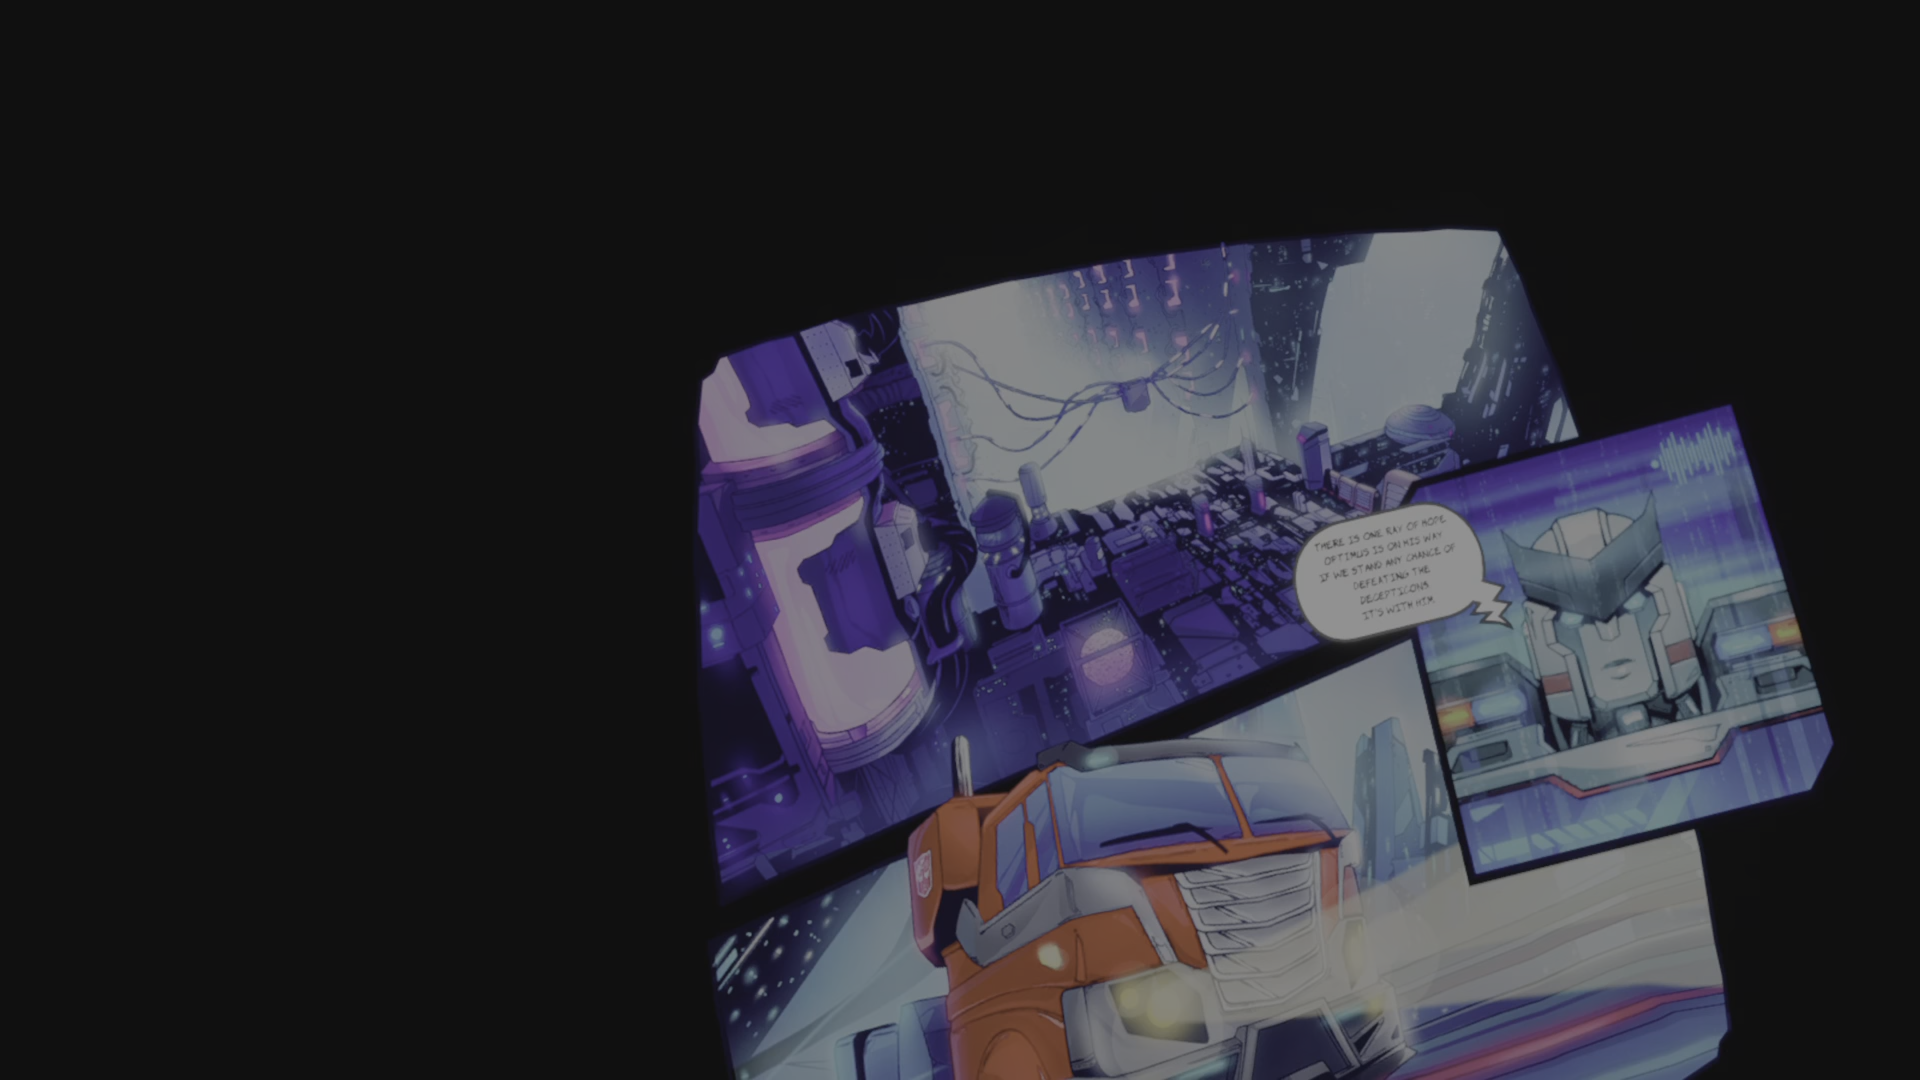 THERE IS ONE RAY OF HOPE
OPTIMUS IS ON HIS WAY
IF WE STAND ANY CHANCE OF
DEFEATING THE
DECEPTICONS,
IT'S WITH HIM.